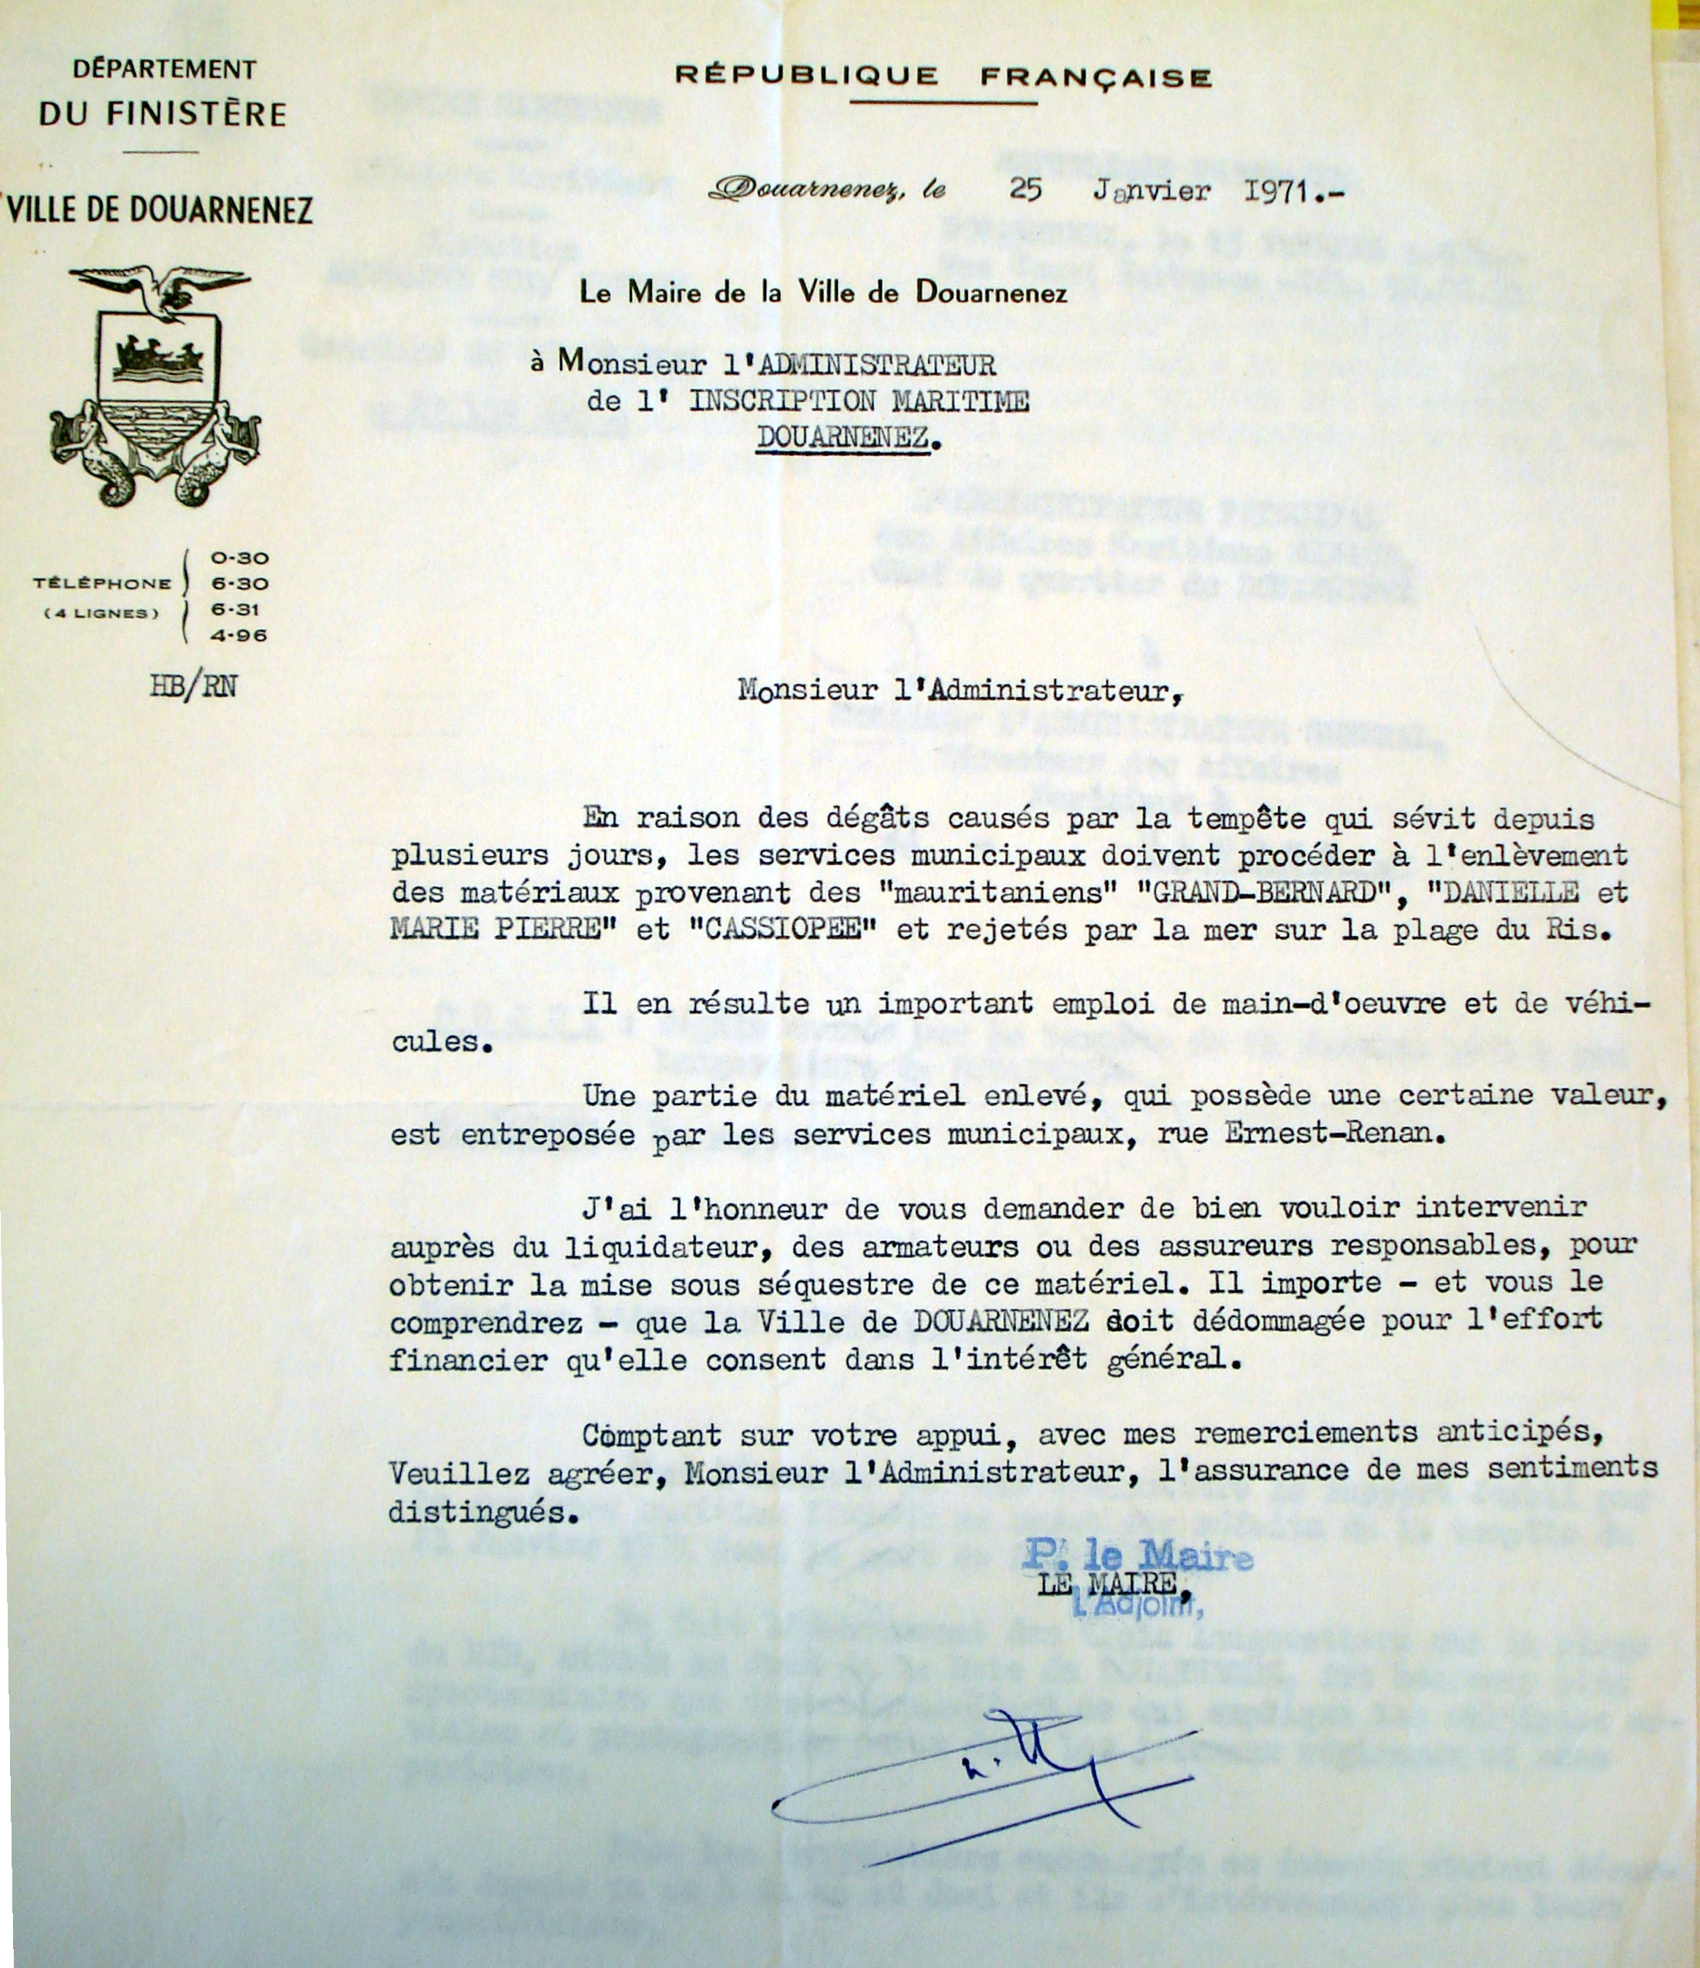 DÉPARTEMENT
DU FINISTÈRE
VILLE DE DOUARNENEZ
TÉLÉPHONE
(4 LIGNES)
0-30
6-30
6-31
4-96
HB/RN
RÉPUBLIQUE FRANÇAISE
Douarnenez, le 25 Janvier 1971.-
Le Maire de la Ville de Douarnenez
à Monsieur l'ADMINISTRATEUR
de l' INSCRIPTION MARITIME
DOUARNENEZ.
Monsieur l'Administrateur,
En raison des dégâts causés par la tempête qui sévit depuis
plusieurs jours, les services municipaux doivent procéder à l'enlèvement
des matériaux provenant des "mauritaniens" "GRAND-BERNARD", "DANIELLE et
MARIE PIERRE" et "CASSIOPEE" et rejetés par la mer sur la plage du Ris.
Il en résulte un important emploi de main-d'oeuvre et de véhi-
cules.
Une partie du matériel enlevé, qui possède une certaine valeur,
est entreposée par les services municipaux, rue Ernest-Renan.
J'ai l'honneur de vous demander de bien vouloir intervenir
auprès du liquidateur, des armateurs ou des assureurs responsables, pour
obtenir la mise sous séquestre de ce matériel. Il importe - et vous le
comprendrez - que la Ville de DOUARNENEZ soit dédommagée pour l'effort
financier qu'elle consent dans l'intérêt général.
Comptant sur votre appui, avec mes remerciements anticipés,
Veuillez agréer, Monsieur l'Administrateur, l'assurance de mes sentiments
distingués.
P. le Maire
LE MAIRE,
L'Adjoint,